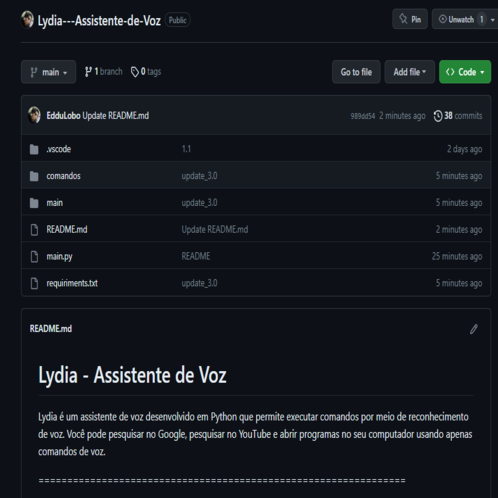 Lydia---Assistente-de-Voz Public Pin Unwatch 1
main 1 branch 0 tags Go to file Add file Code
EdduLobo Update README.md 989dd54 2 minutes ago 38 commits
.vscode 1.1 2 days ago
comandos update_3.0 5 minutes ago
main update_3.0 5 minutes ago
README.md Update README.md 2 minutes ago
main.py README 25 minutes ago
requiriments.txt update_3.0 5 minutes ago
README.md
Lydia - Assistente de Voz
Lydia é um assistente de voz desenvolvido em Python que permite executar comandos por meio de reconhecimento
de voz. Você pode pesquisar no Google, pesquisar no YouTube e abrir programas no seu computador usando apenas
comandos de voz.
================================================================